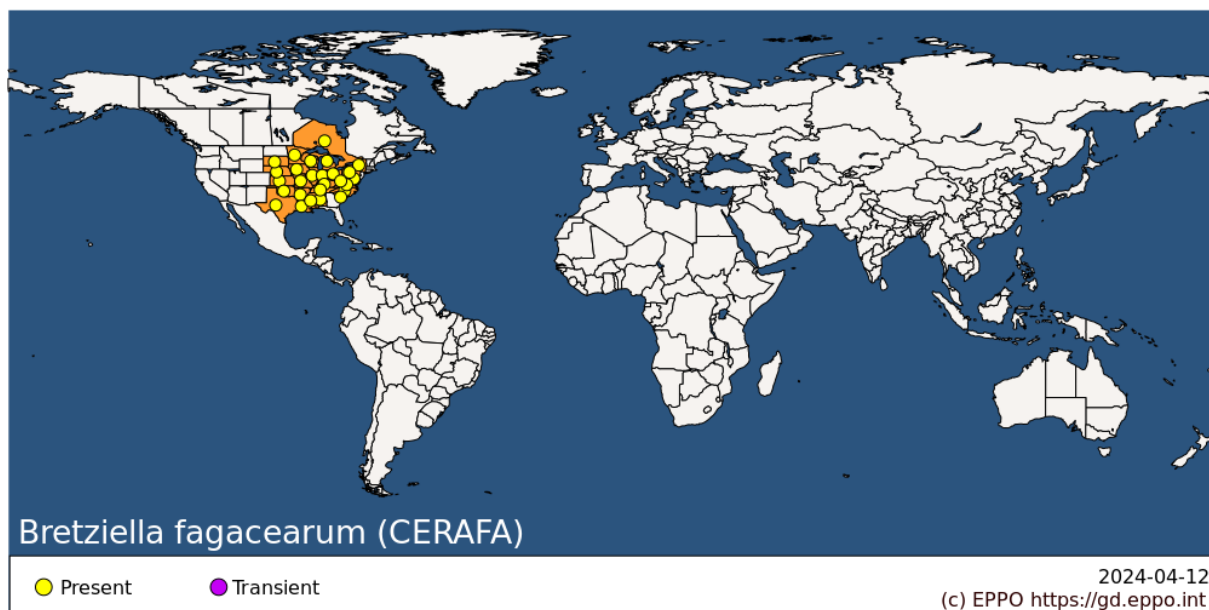 Bretziella fagacearum (CERAFA)
Present
Transient
2024-04-12
(c) EPPO https://gd.eppo.int